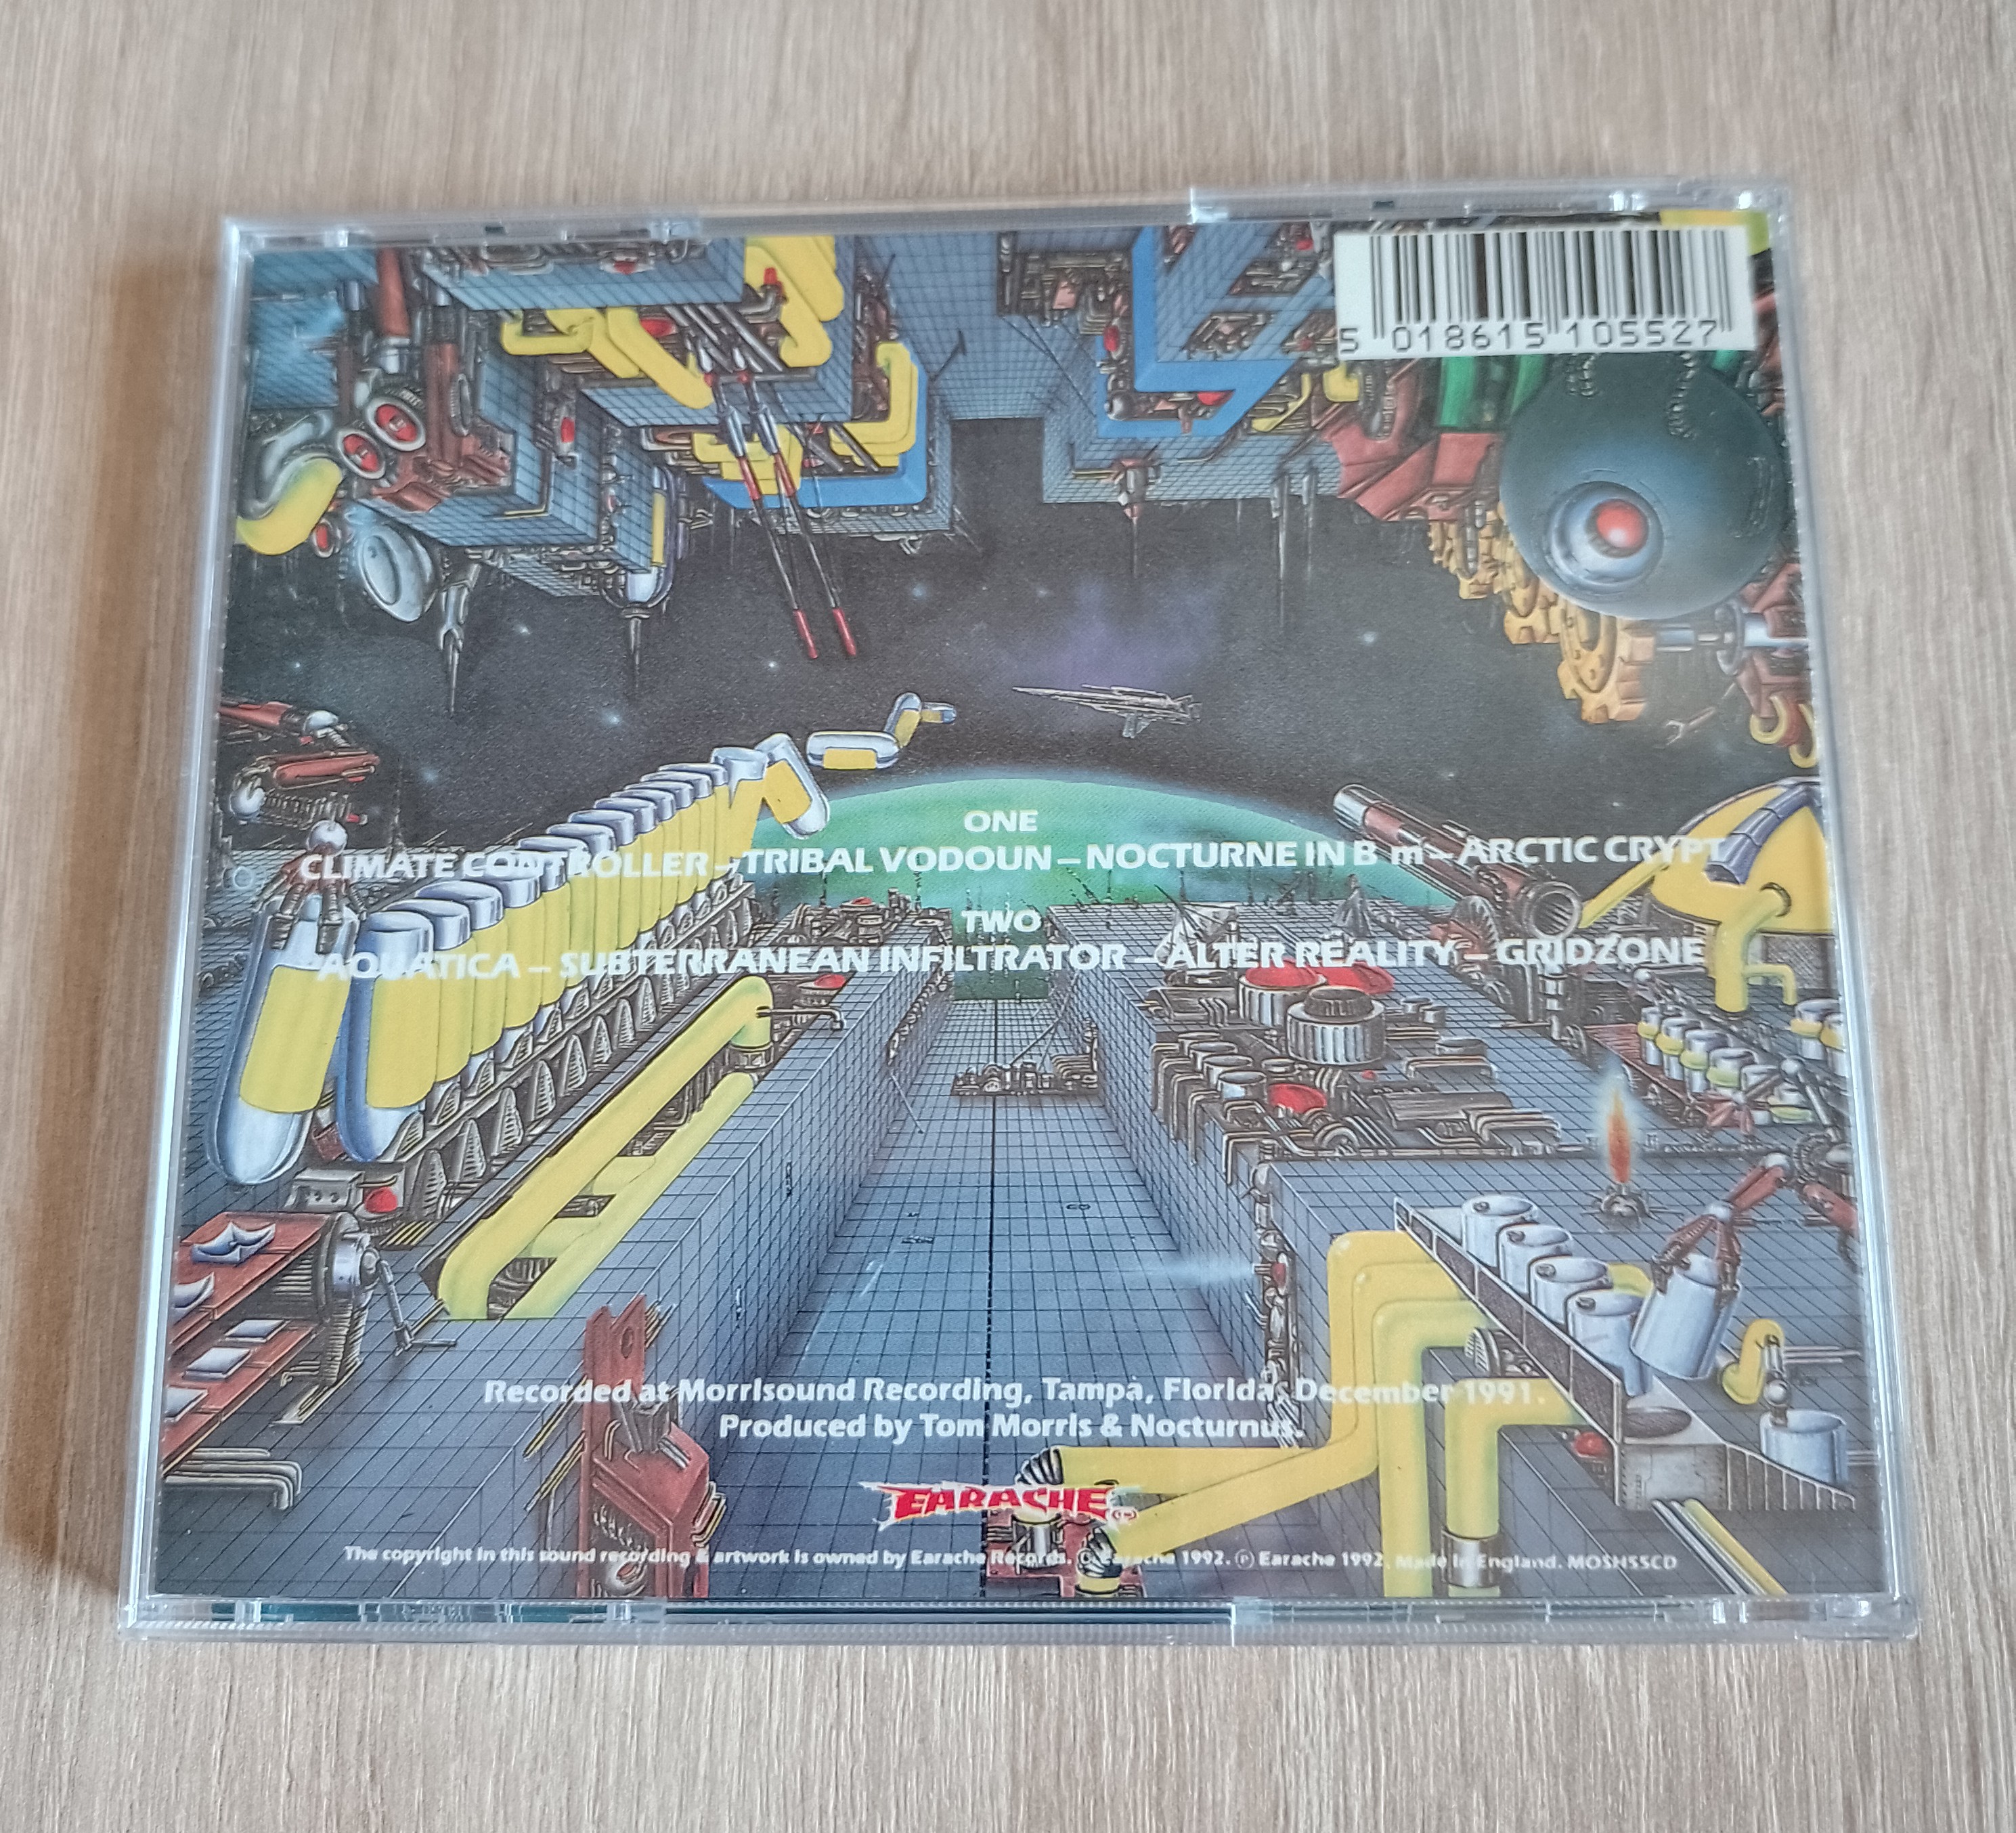 5 018615 105527
ONE
CLIMATE CONTROLLER – TRIBAL VODOUN – NOCTURNE IN B m – ARCTIC CRYPT
TWO
AQUATICA – SUBTERRANEAN INFILTRATOR – ALTER REALITY – GRIDZONE
Recorded at Morrisound Recording, Tampa, Florida, December 1991.
Produced by Tom Morris & Nocturnus.
EARACHE
The copyright in this sound recording & artwork is owned by Earache Records. © Earache 1992. ℗ Earache 1992. Made in England. MOSH55CD